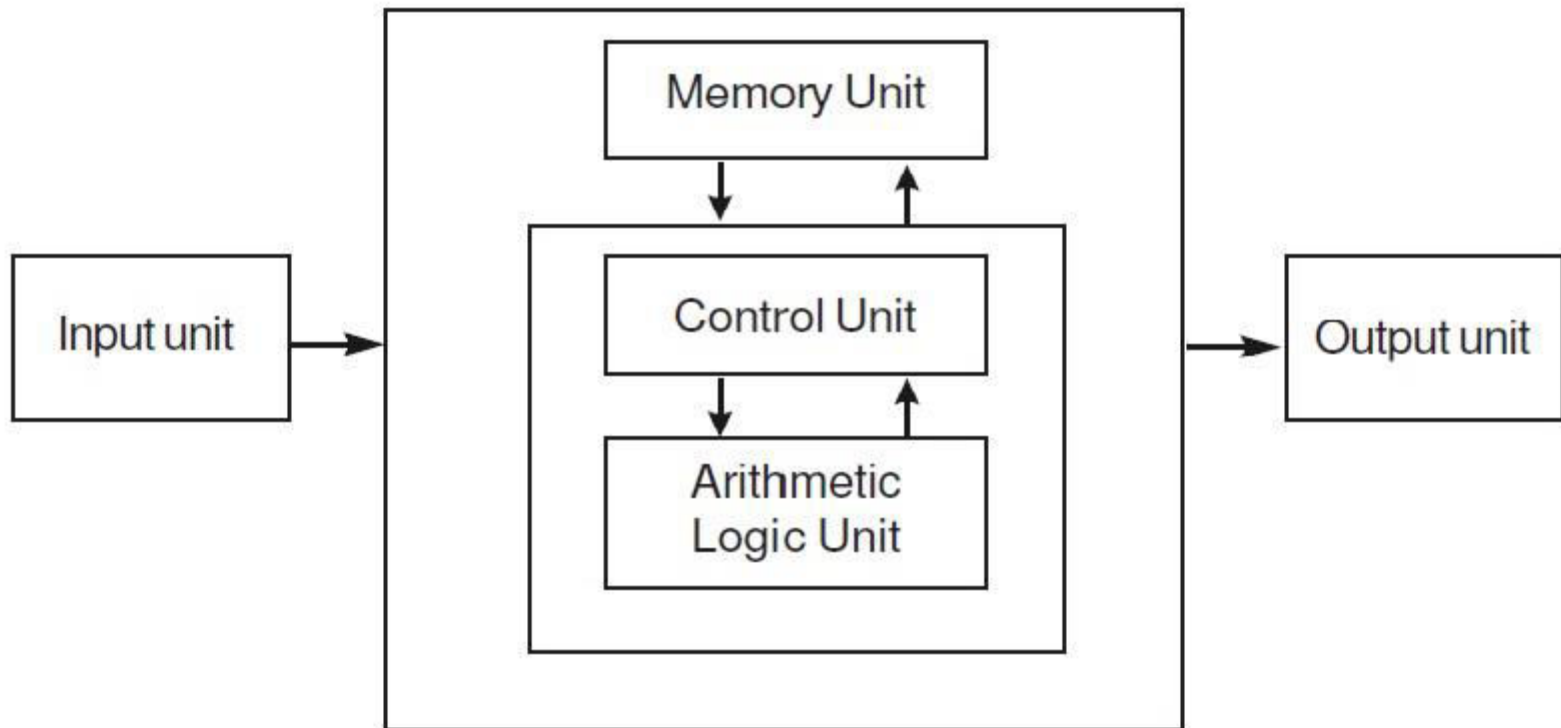 Memory Unit
Input unit
Control Unit
Output unit
Arithmetic
Logic Unit